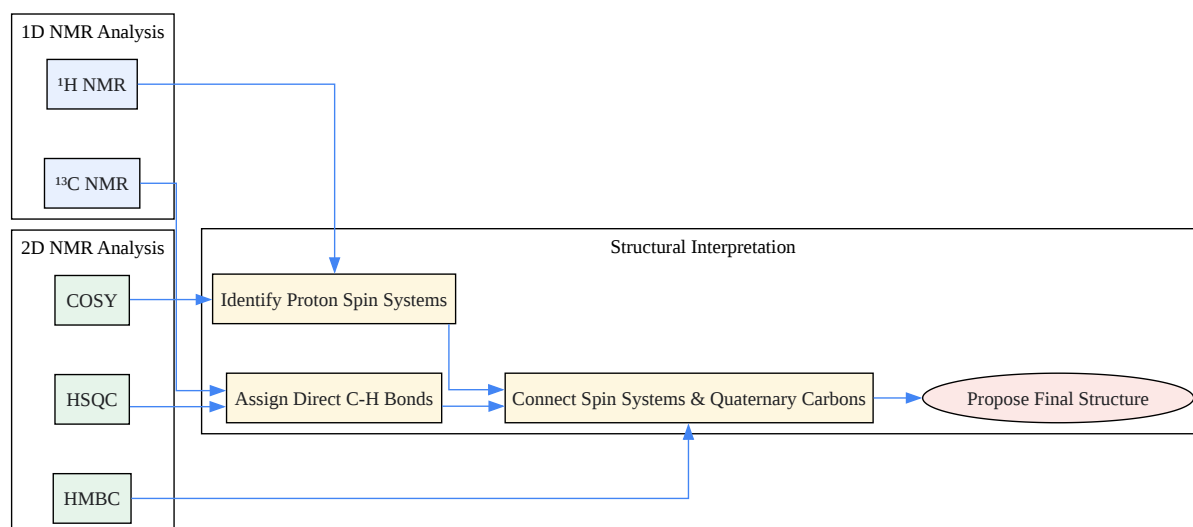 1D NMR Analysis
¹H NMR
¹³C NMR
2D NMR Analysis
COSY
HSQC
HMBC
Structural Interpretation
Identify Proton Spin Systems
Assign Direct C-H Bonds
Connect Spin Systems & Quaternary Carbons
Propose Final Structure